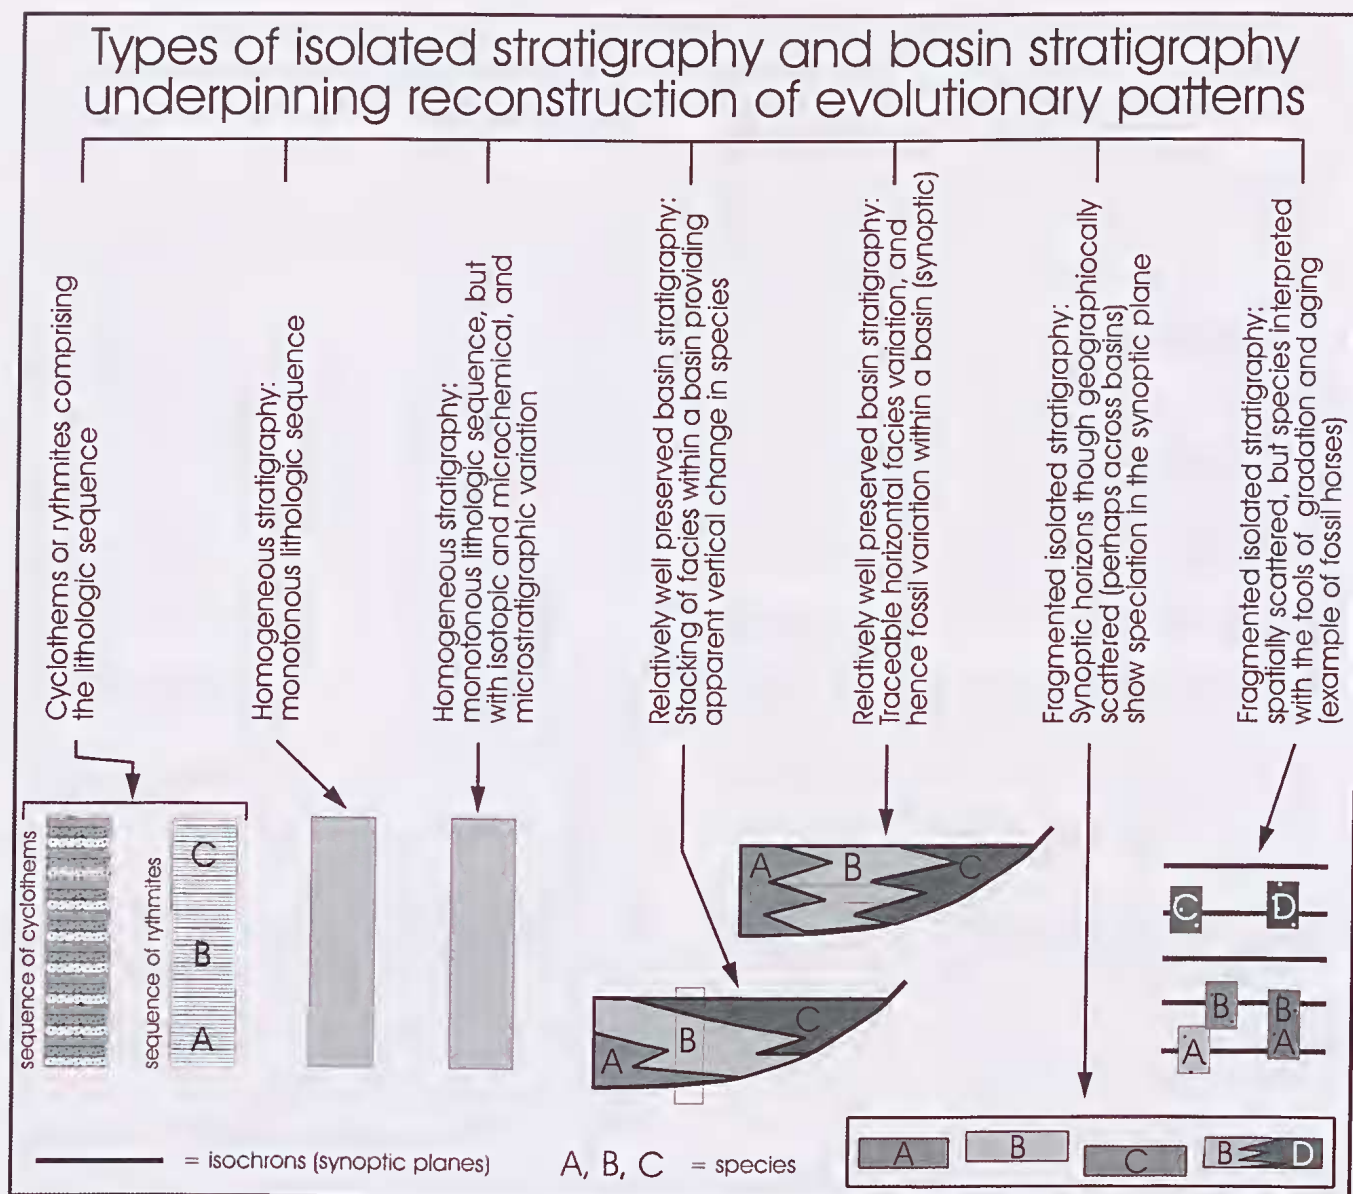 Types of isolated stratigraphy and basin stratigraphy
underpinning reconstruction of evolutionary patterns
Cyclothems or rythmites comprising
the lithologic sequence
Homogeneous stratigraphy:
monotonous lithologic sequence
Homogeneous stratigraphy:
monotonous lithologic sequence, but
with isotopic and microchemical, and
microstratigraphic variation
Relatively well preserved basin stratigraphy:
Stacking of facies within a basin providing
apparent vertical change in species
Relatively well preserved basin stratigraphy:
Traceable horizontal facies variation, and
hence fossil variation within a basin (synoptic)
Fragmented isolated stratigraphy:
Synoptic horizons though geographiocally
scattered (perhaps across basins)
show speciation in the synoptic plane
Fragmented isolated stratigraphy:
spatially scattered, but species interpreted
with the tools of gradation and aging
(example of fossil horses)
sequence of cyclothems
sequence of rythmites
C
B
A
A B C
A B C
C D
B B
A A
A B C B D
= isochrons (synoptic planes)
A, B, C = species